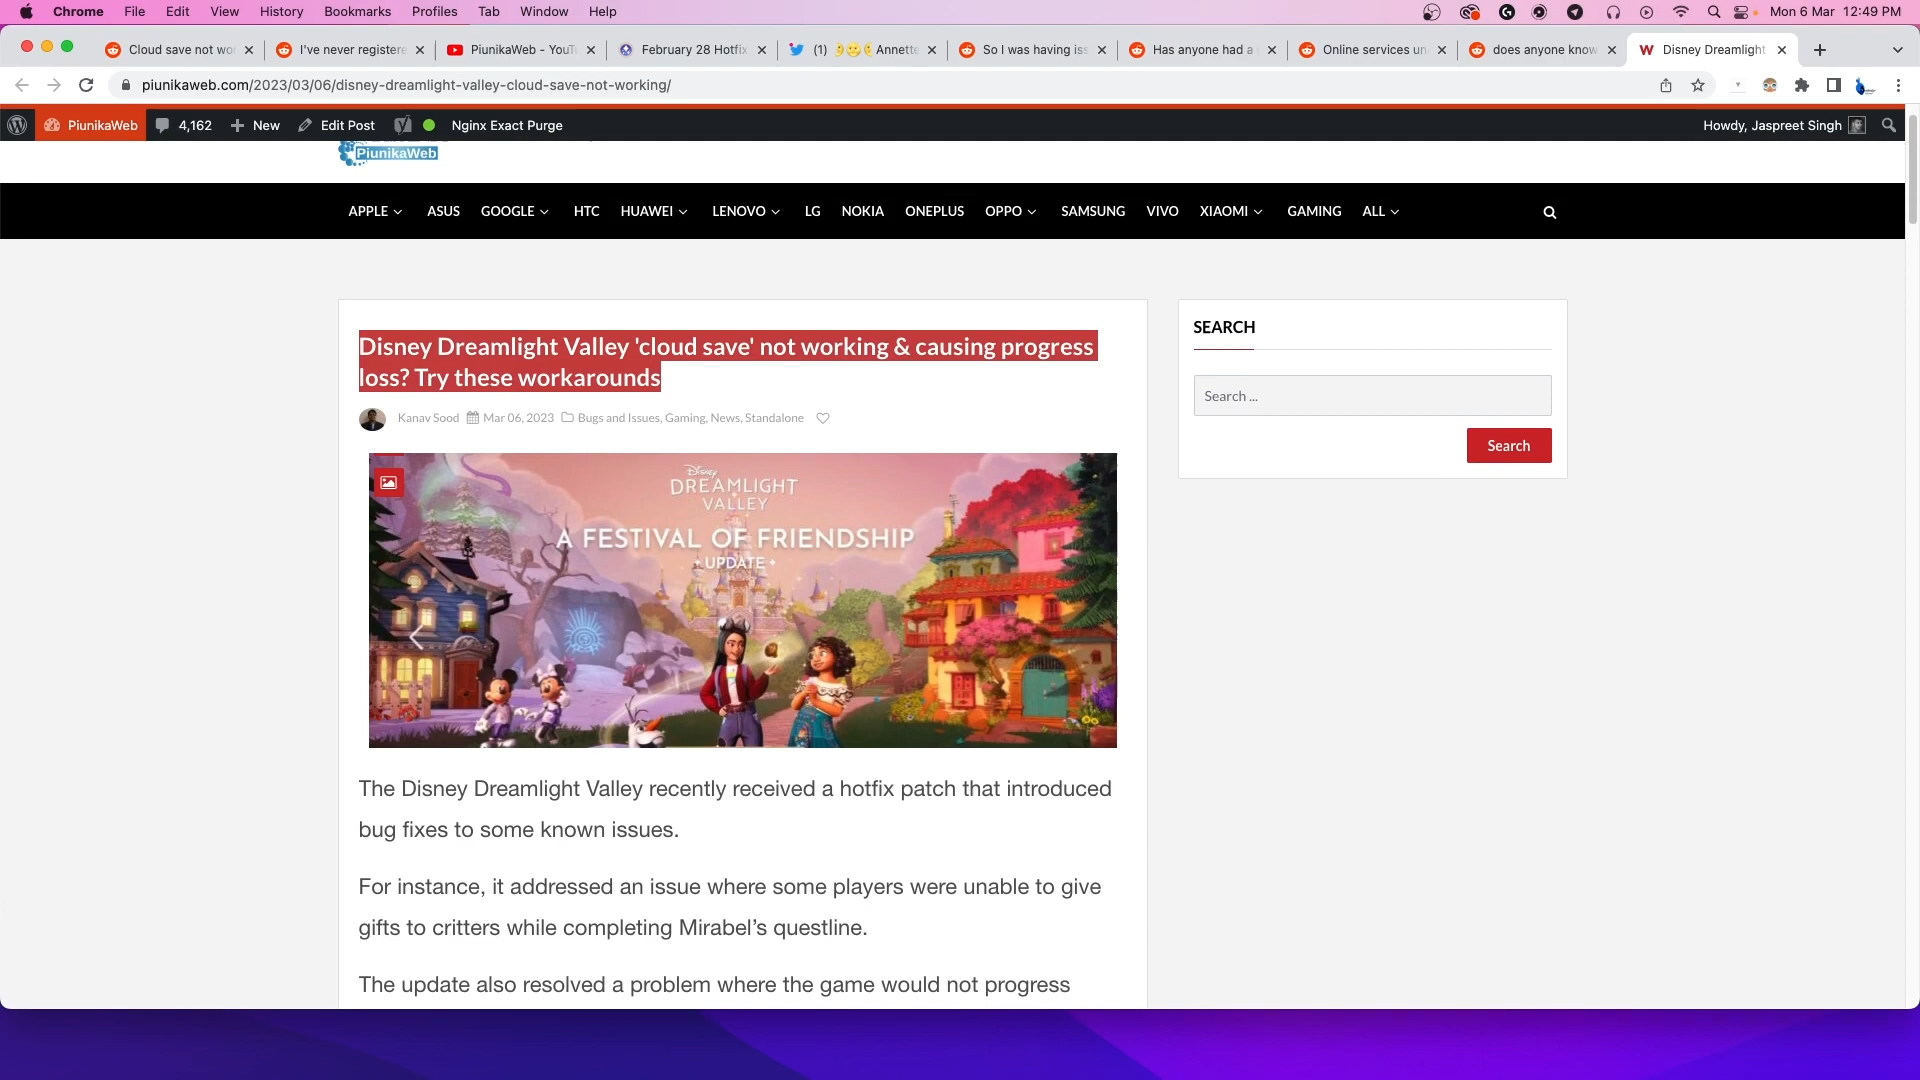 Chrome File Edit View History Bookmarks Profiles Tab Window Help Mon 6 Mar 12:49 PM
Cloud save not wo I've never registere PiunikaWeb - YouTu February 28 Hotfix (1) Annette So I was having iss Has anyone had a Online services un does anyone know Disney Dreamlight
piunikaweb.com/2023/03/06/disney-dreamlight-valley-cloud-save-not-working/
PiunikaWeb 4,162 New Edit Post Nginx Exact Purge Howdy, Jaspreet Singh
PiunikaWeb
APPLE ASUS GOOGLE HTC HUAWEI LENOVO LG NOKIA ONEPLUS OPPO SAMSUNG VIVO XIAOMI GAMING ALL
Disney Dreamlight Valley 'cloud save' not working & causing progress
loss? Try these workarounds
Kanav Sood Mar 06, 2023 Bugs and Issues, Gaming, News, Standalone
Disney
DREAMLIGHT
VALLEY
A FESTIVAL OF FRIENDSHIP
UPDATE
The Disney Dreamlight Valley recently received a hotfix patch that introduced
bug fixes to some known issues.
For instance, it addressed an issue where some players were unable to give
gifts to critters while completing Mirabel’s questline.
The update also resolved a problem where the game would not progress
SEARCH
Search ...
Search